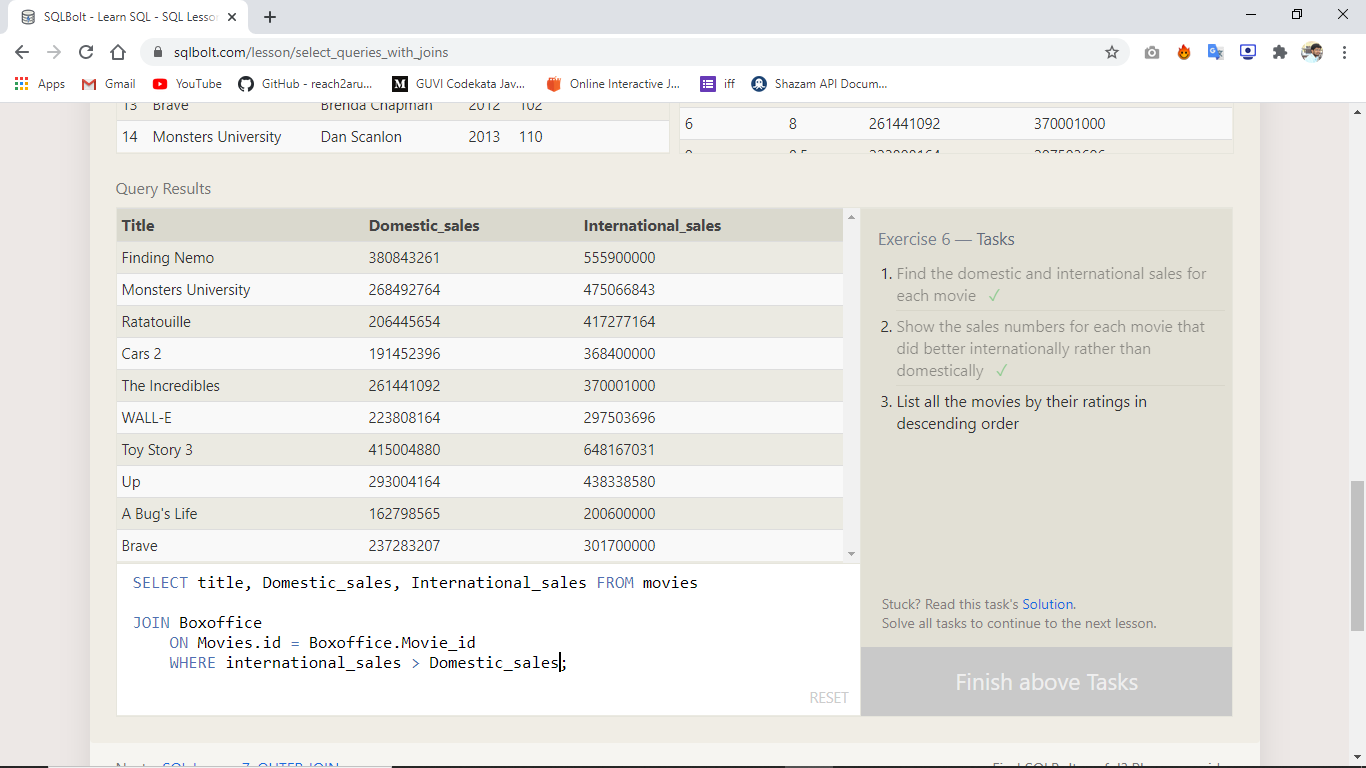 SQLBolt - Learn SQL - SQL Lesson
sqlbolt.com/lesson/select_queries_with_joins
Apps Gmail YouTube GitHub - reach2aru... GUVI Codekata Jav... Online Interactive J... iff Shazam API Docum...
13 Brave Brenda Chapman 2012 102
14 Monsters University Dan Scanlon 2013 110
6 8 261441092 370001000
Query Results
Title Domestic_sales International_sales
Finding Nemo 380843261 555900000
Monsters University 268492764 475066843
Ratatouille 206445654 417277164
Cars 2 191452396 368400000
The Incredibles 261441092 370001000
WALL-E 223808164 297503696
Toy Story 3 415004880 648167031
Up 293004164 438338580
A Bug's Life 162798565 200600000
Brave 237283207 301700000
Exercise 6 — Tasks
1. Find the domestic and international sales for
each movie ✓
2. Show the sales numbers for each movie that
did better internationally rather than
domestically ✓
3. List all the movies by their ratings in
descending order
Stuck? Read this task's Solution.
Solve all tasks to continue to the next lesson.
Finish above Tasks
SELECT title, Domestic_sales, International_sales FROM movies
JOIN Boxoffice
ON Movies.id = Boxoffice.Movie_id
WHERE international_sales > Domestic_sales;
RESET